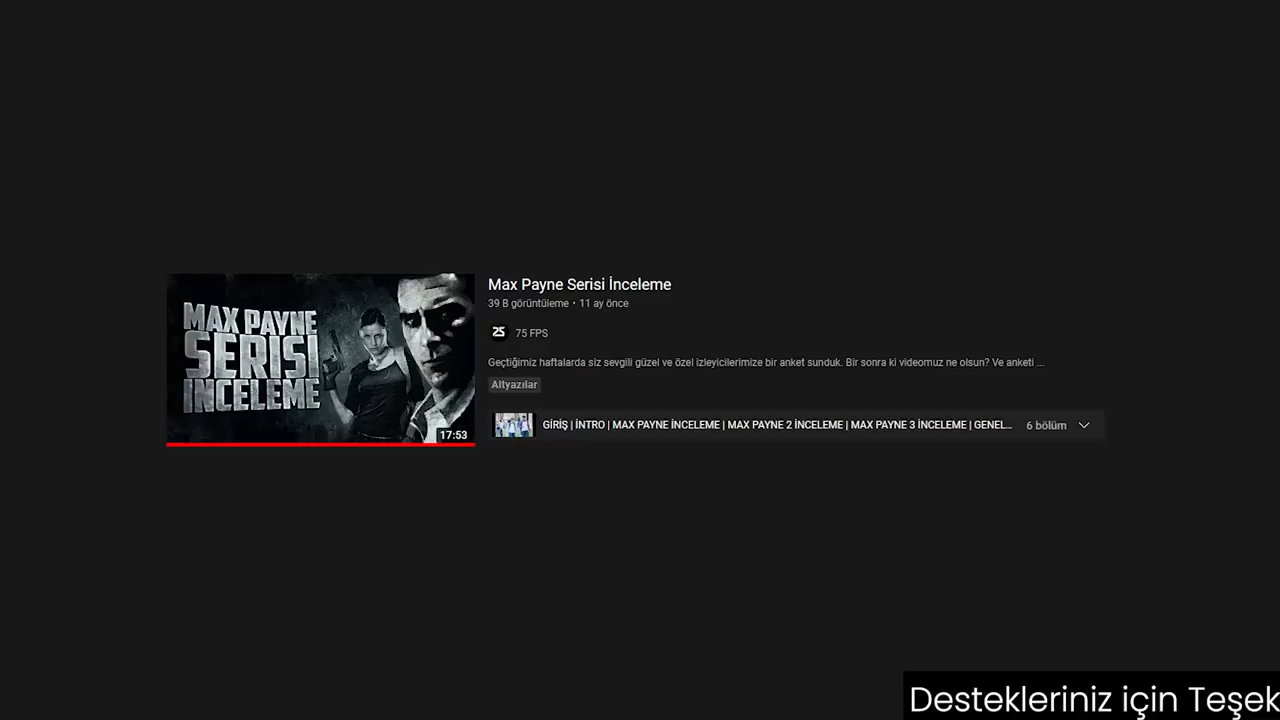 MAX PAYNE
SERISI
INCELEME
17:53
Max Payne Serisi İnceleme
39 B görüntüleme • 11 ay önce
75 FPS
Geçtiğimiz haftalarda siz sevgili güzel ve özel izleyicilerimize bir anket sunduk. Bir sonra ki videomuz ne olsun? Ve anketi ...
Altyazılar
GİRİŞ | İNTRO | MAX PAYNE İNCELEME | MAX PAYNE 2 İNCELEME | MAX PAYNE 3 İNCELEME | GENEL...
6 bölüm
Destekleriniz için Teşek